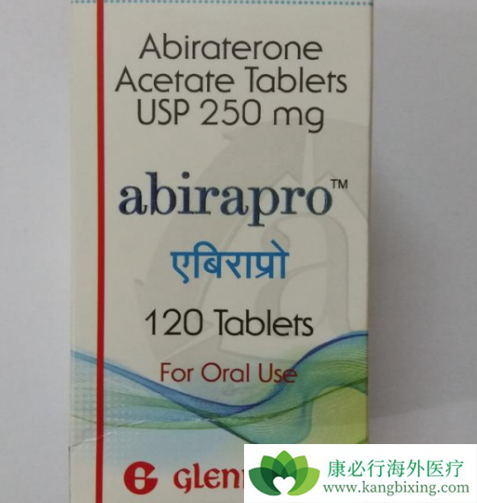 Abiraterone
Acetate Tablets
USP 250 mg
abirapro™
एबिराप्रो
120 Tablets
For Oral Use
康必行海外医疗
www.kangbixing.com